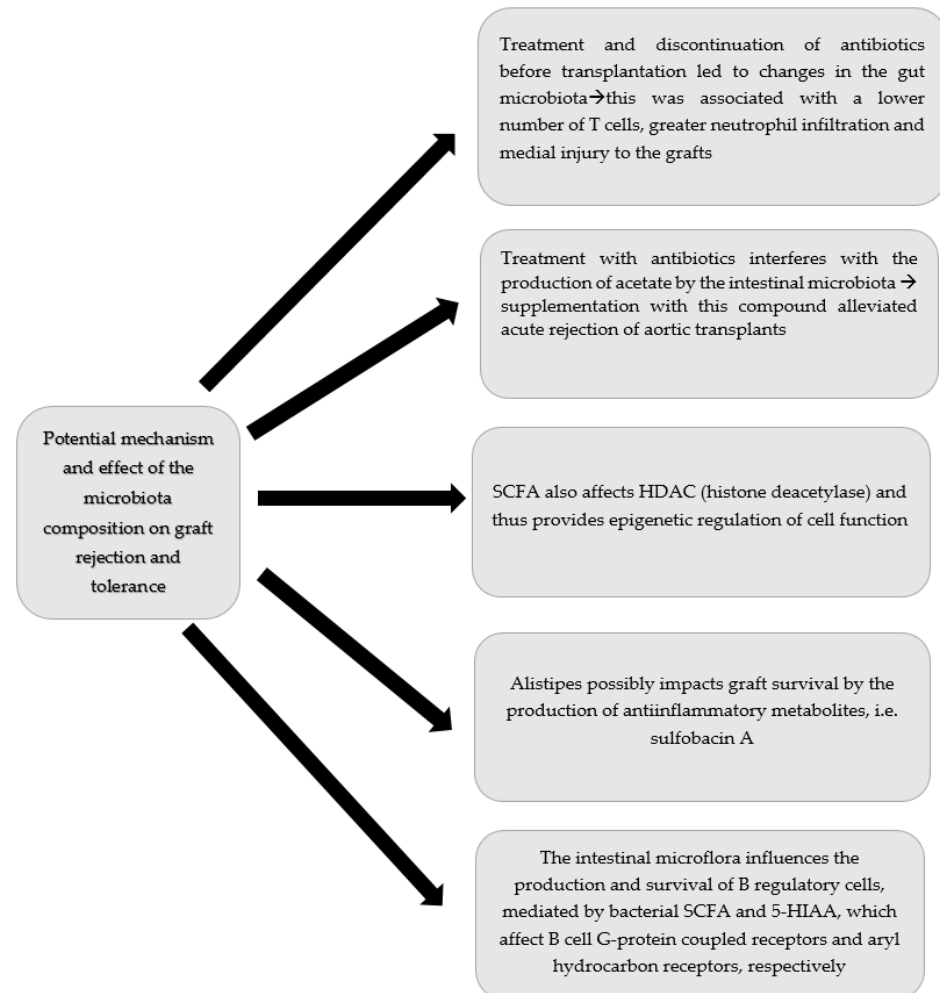 Treatment and discontinuation of antibiotics
before transplantation led to changes in the gut
microbiota→this was associated with a lower
number of T cells, greater neutrophil infiltration and
medial injury to the grafts
Treatment with antibiotics interferes with the
production of acetate by the intestinal microbiota →
supplementation with this compound alleviated
acute rejection of aortic transplants
Potential mechanism
and effect of the
microbiota
composition on graft
rejection and
tolerance
SCFA also affects HDAC (histone deacetylase) and
thus provides epigenetic regulation of cell function
Alistipes possibly impacts graft survival by the
production of antiinflammatory metabolites, i.e.
sulfobacin A
The intestinal microflora influences the
production and survival of B regulatory cells,
mediated by bacterial SCFA and 5-HIAA, which
affect B cell G-protein coupled receptors and aryl
hydrocarbon receptors, respectively